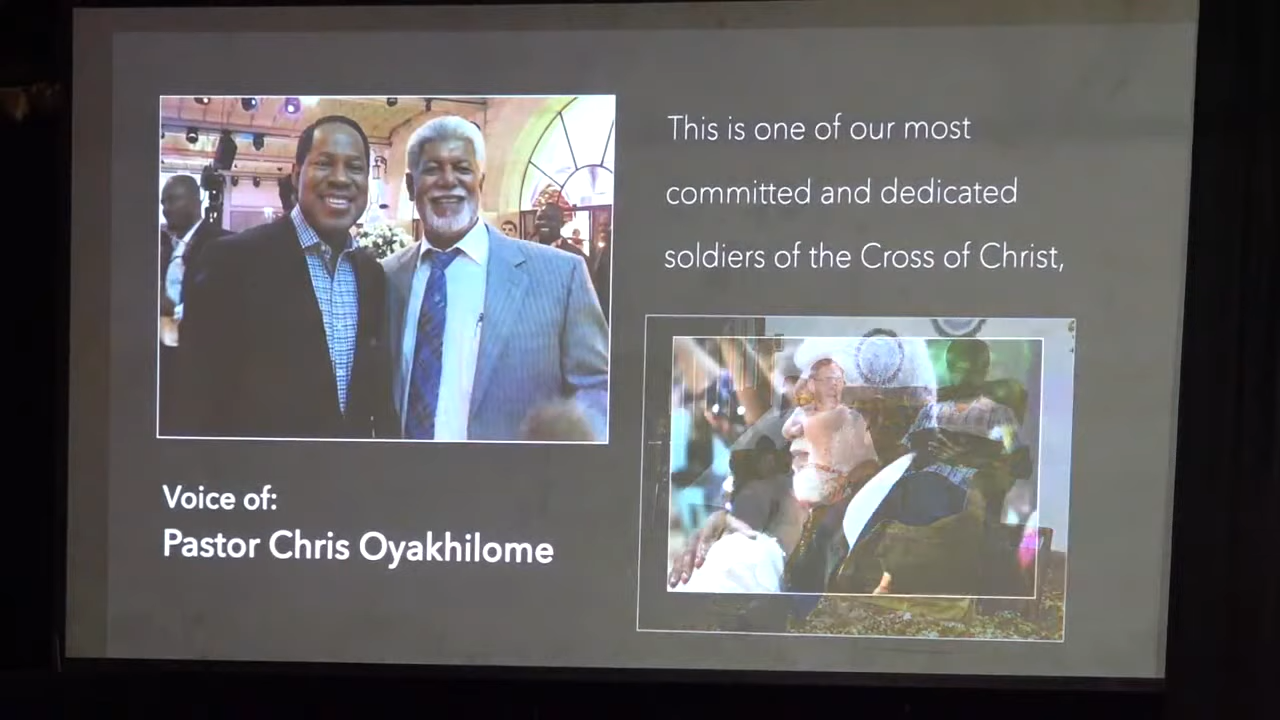 This is one of our most
committed and dedicated
soldiers of the Cross of Christ,
Voice of:
Pastor Chris Oyakhilome